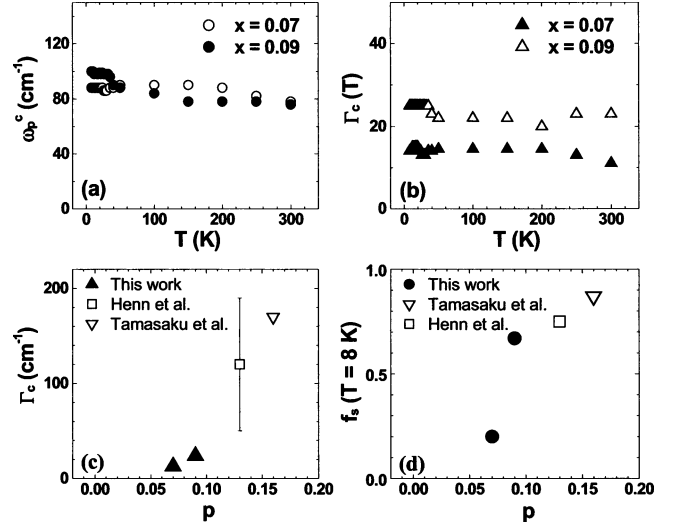 120
80
40
0
ω_p^c (cm⁻¹)
x = 0.07
x = 0.09
(a)
0 100 200 300
T (K)
40
20
0
Γ_c (T)
x = 0.07
x = 0.09
(b)
0 100 200 300
T (K)
200
100
0
Γ_c (cm⁻¹)
This work
Henn et al.
Tamasaku et al.
(c)
0.00 0.05 0.10 0.15 0.20
p
1.0
0.5
0.0
f_s (T = 8 K)
This work
Tamasaku et al.
Henn et al.
(d)
0.00 0.05 0.10 0.15 0.20
p